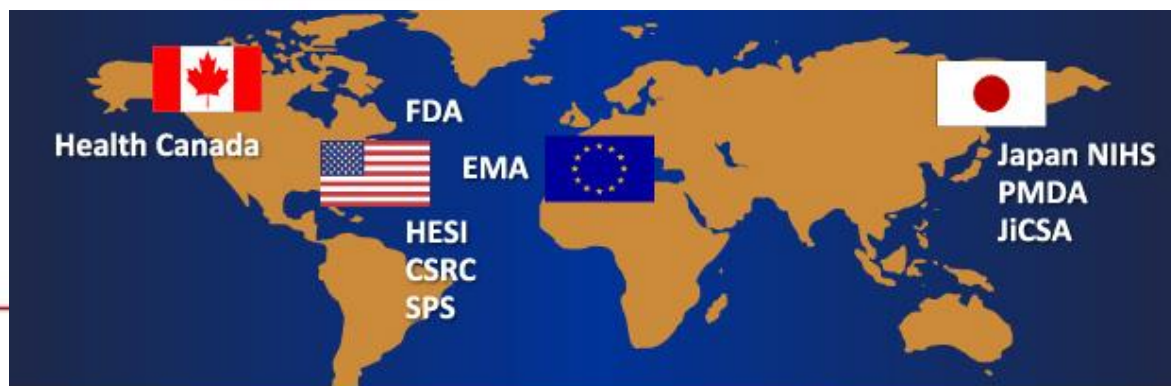 Health Canada
FDA
HESI
CSRC
SPS
EMA
Japan NIHS
PMDA
JiCSA